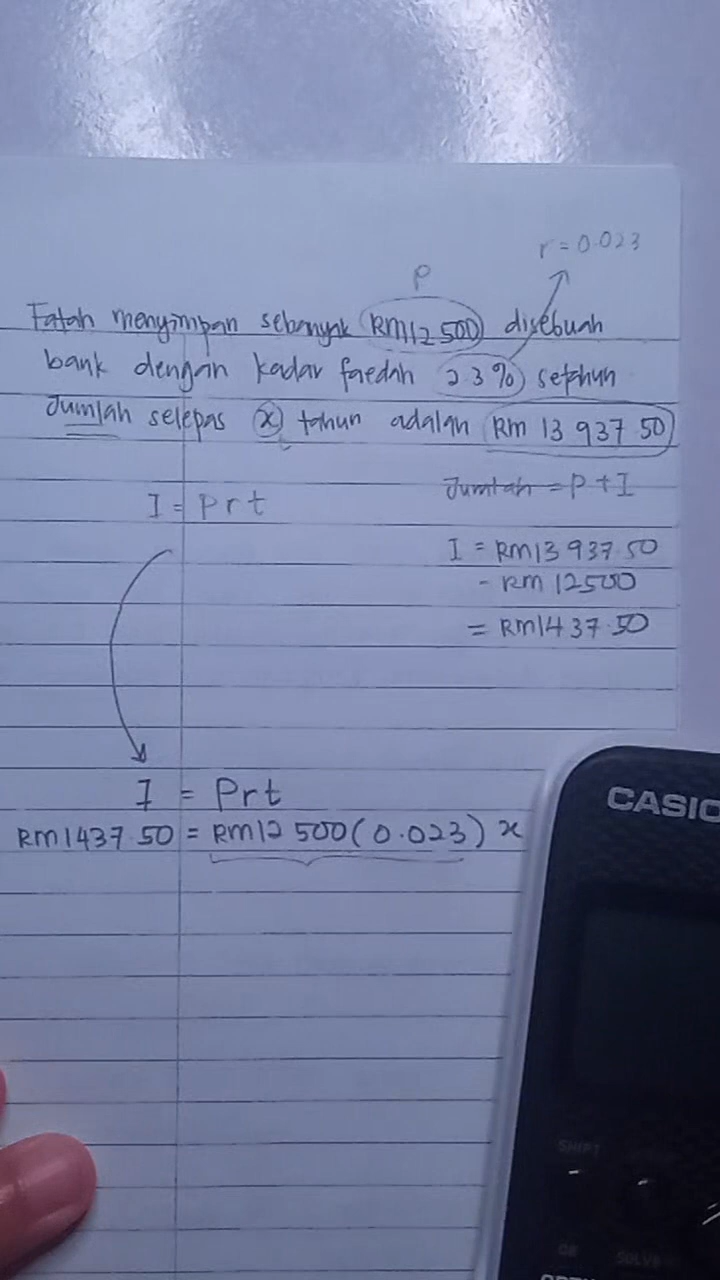 r = 0.023
P
Fatah menyimpan sebanyak RM12 500 disebuah
bank dengan kadar faedah 2.3% setahun
Jumlah selepas x tahun adalah RM 13 937.50
I = Prt
Jumlah = P + I
I = RM13 937.50
- RM 12500
= RM1437.50
I = Prt
RM1437.50 = RM12 500(0.023) x
CASIO
SHIFT